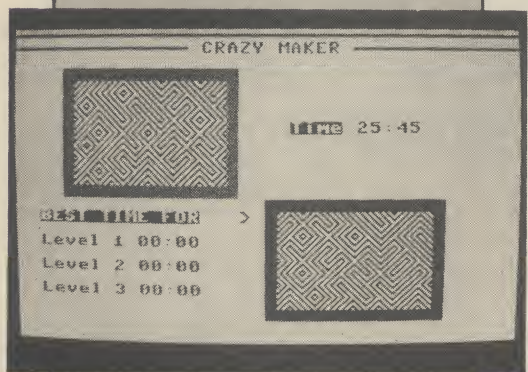 CRAZY MAKER
TIME 25:45
BEST TIME FOR >
Level 1 00:00
Level 2 00:00
Level 3 00:00